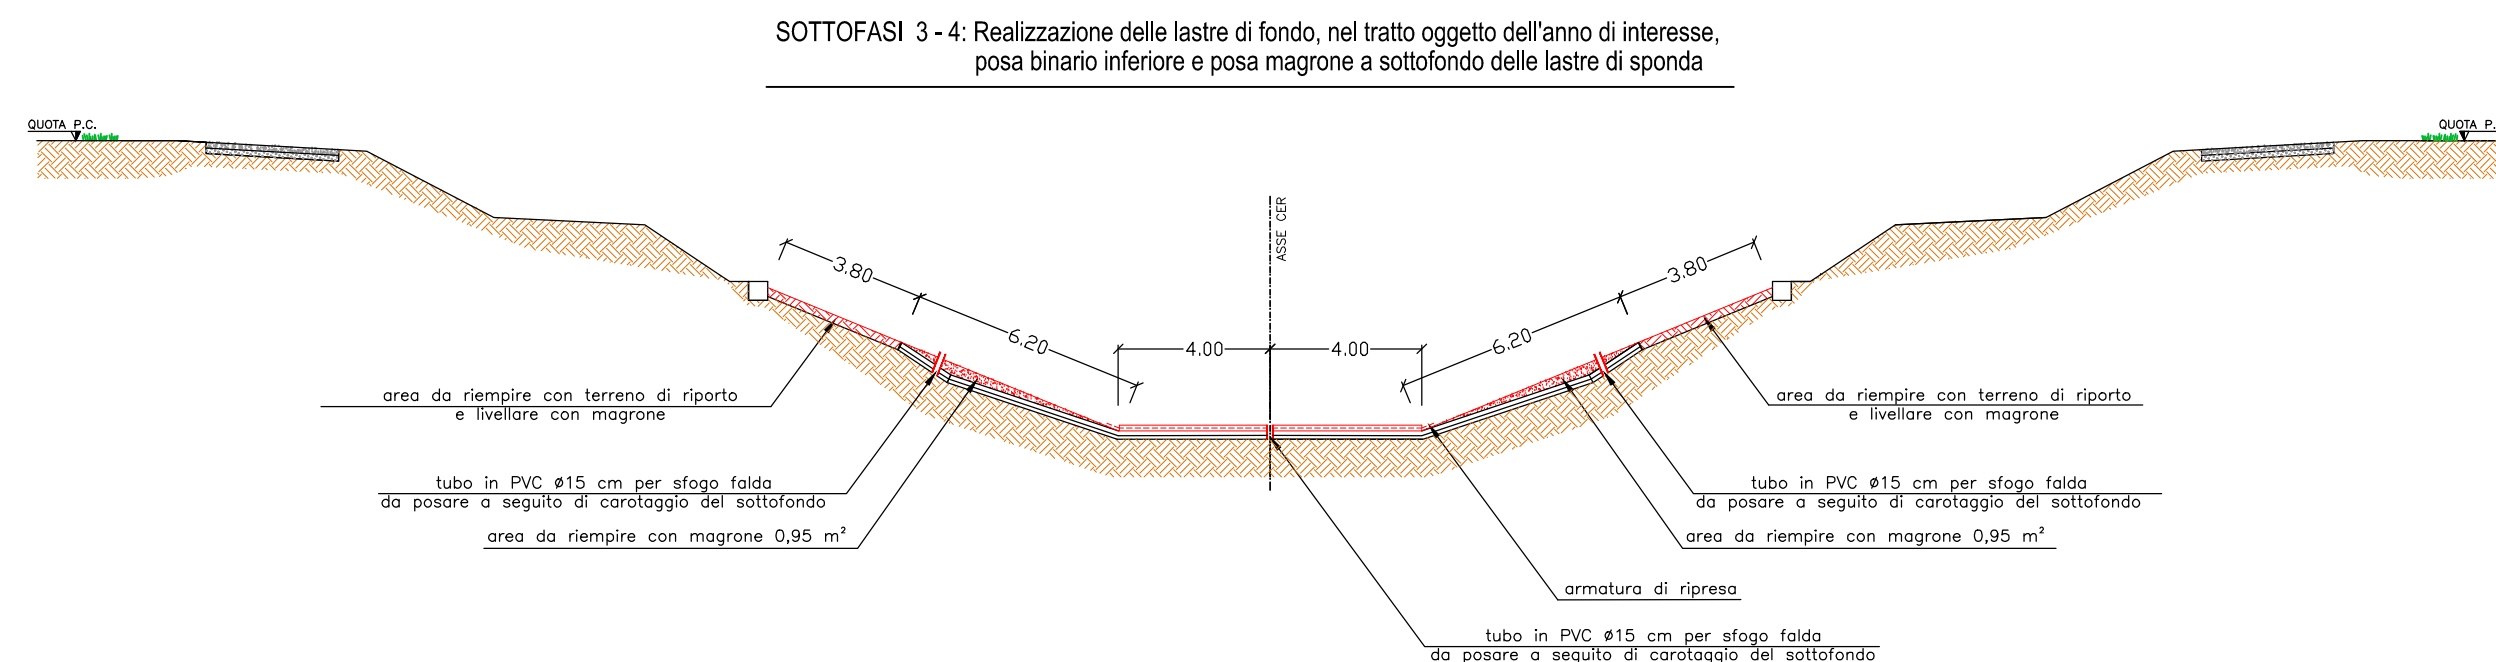 SOTTOFASI 3 - 4: Realizzazione delle lastre di fondo, nel tratto oggetto dell'anno di interesse,
posa binario inferiore e posa magrone a sottofondo delle lastre di sponda
QUOTA P.C.
QUOTA P.
ASSE CER
3.80
6.20
4.00
4.00
6.20
3.80
area da riempire con terreno di riporto
e livellare con magrone
area da riempire con terreno di riporto
e livellare con magrone
tubo in PVC Ø15 cm per sfogo falda
da posare a seguito di carotaggio del sottofondo
tubo in PVC Ø15 cm per sfogo falda
da posare a seguito di carotaggio del sottofondo
area da riempire con magrone 0,95 m²
area da riempire con magrone 0,95 m²
armatura di ripresa
tubo in PVC Ø15 cm per sfogo falda
da posare a seguito di carotaggio del sottofondo